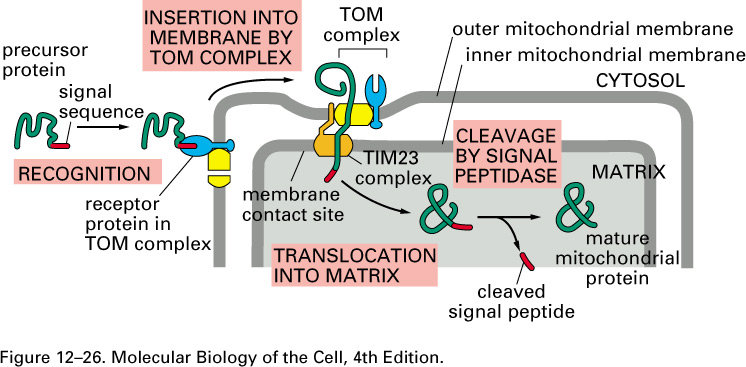 INSERTION INTO
MEMBRANE BY
TOM COMPLEX
TOM
complex
outer mitochondrial membrane
inner mitochondrial membrane
CYTOSOL
precursor
protein
signal
sequence
RECOGNITION
receptor
protein in
TOM complex
membrane
contact site
TIM23
complex
CLEAVAGE
BY SIGNAL
PEPTIDASE
MATRIX
TRANSLOCATION
INTO MATRIX
mature
mitochondrial
protein
cleaved
signal peptide
Figure 12–26. Molecular Biology of the Cell, 4th Edition.